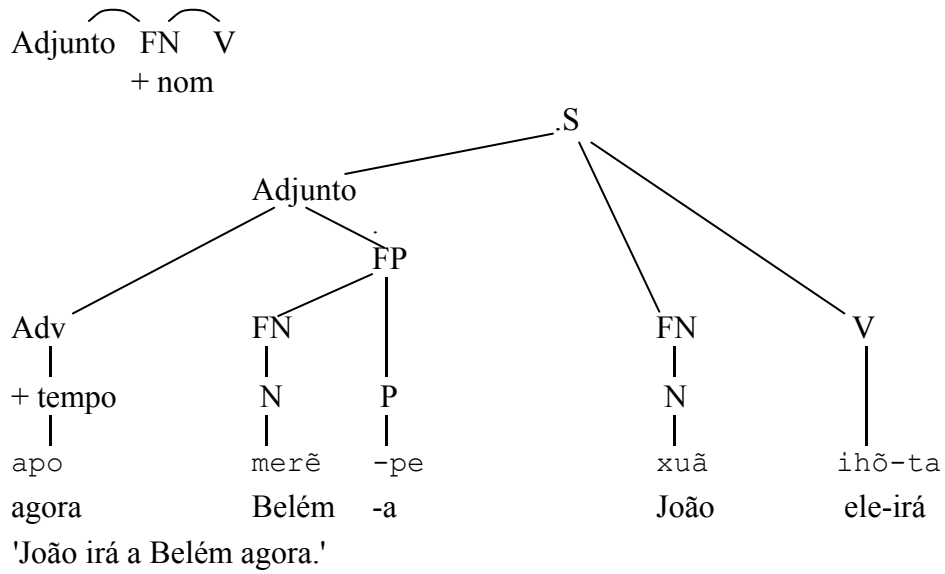 Adjunto FN V
+ nom
.S
Adjunto
FP
Adv FN FN V
+ tempo N P N
apo merẽ -pe xuã ihõ-ta
agora Belém -a João ele-irá
'João irá a Belém agora.'